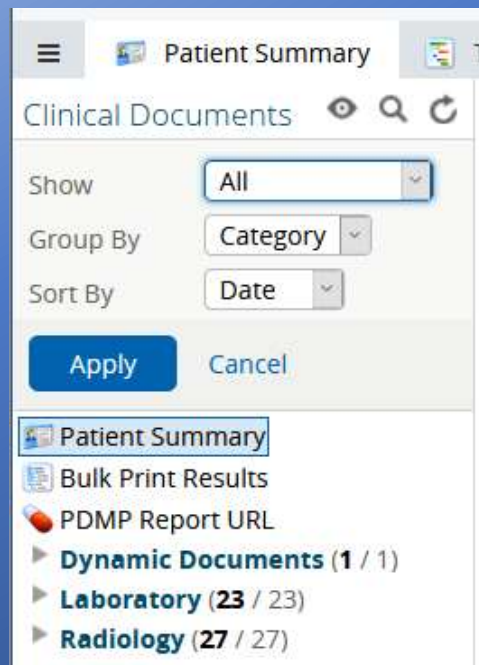 Patient Summary
Clinical Documents
Show All
Group By Category
Sort By Date
Apply Cancel
Patient Summary
Bulk Print Results
PDMP Report URL
Dynamic Documents (1 / 1)
Laboratory (23 / 23)
Radiology (27 / 27)